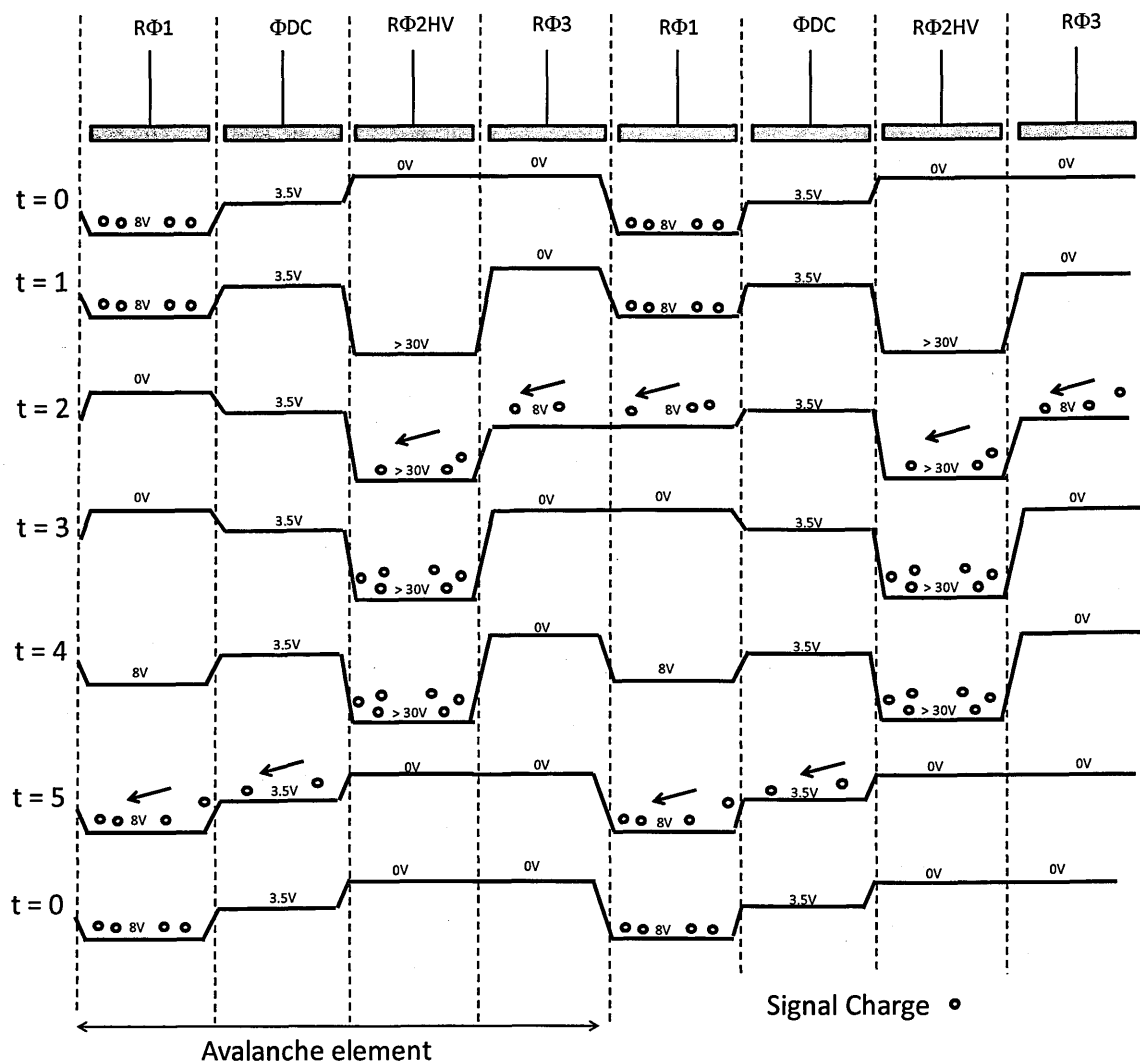 RΦ1 ΦDC RΦ2HV RΦ3 RΦ1 ΦDC RΦ2HV RΦ3
0V 0V 0V 0V
t = 0 8V 3.5V 8V 3.5V
0V 0V
t = 1 8V 3.5V > 30V 8V 3.5V > 30V
t = 2 0V 3.5V > 30V 8V 8V 3.5V > 30V 8V
t = 3 0V 3.5V > 30V 0V 0V 3.5V > 30V 0V
t = 4 8V 3.5V > 30V 0V 8V 3.5V > 30V 0V
t = 5 8V 3.5V 0V 0V 8V 3.5V 0V 0V
t = 0 8V 3.5V 0V 0V 8V 3.5V 0V 0V
Signal Charge
Avalanche element